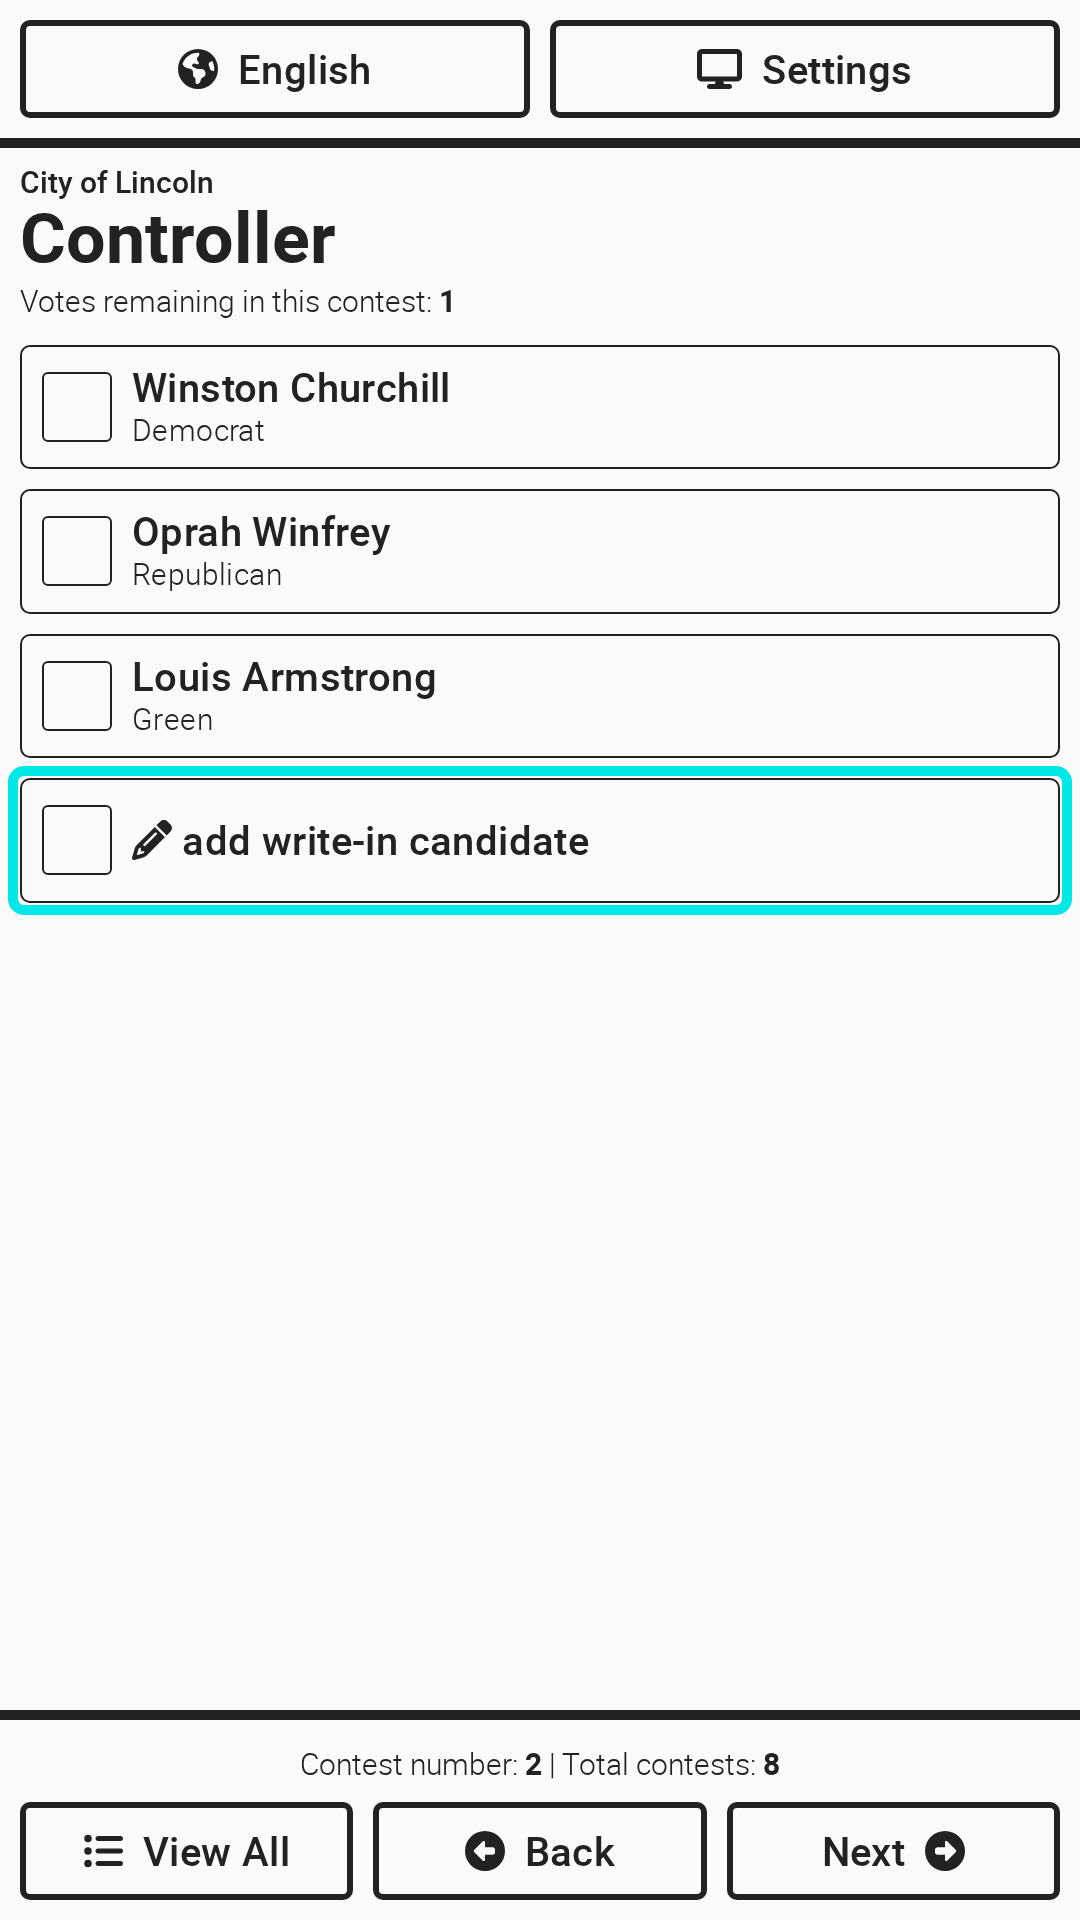 English
Settings
City of Lincoln
Controller
Votes remaining in this contest: 1
Winston Churchill
Democrat
Oprah Winfrey
Republican
Louis Armstrong
Green
add write-in candidate
Contest number: 2 | Total contests: 8
View All
Back
Next